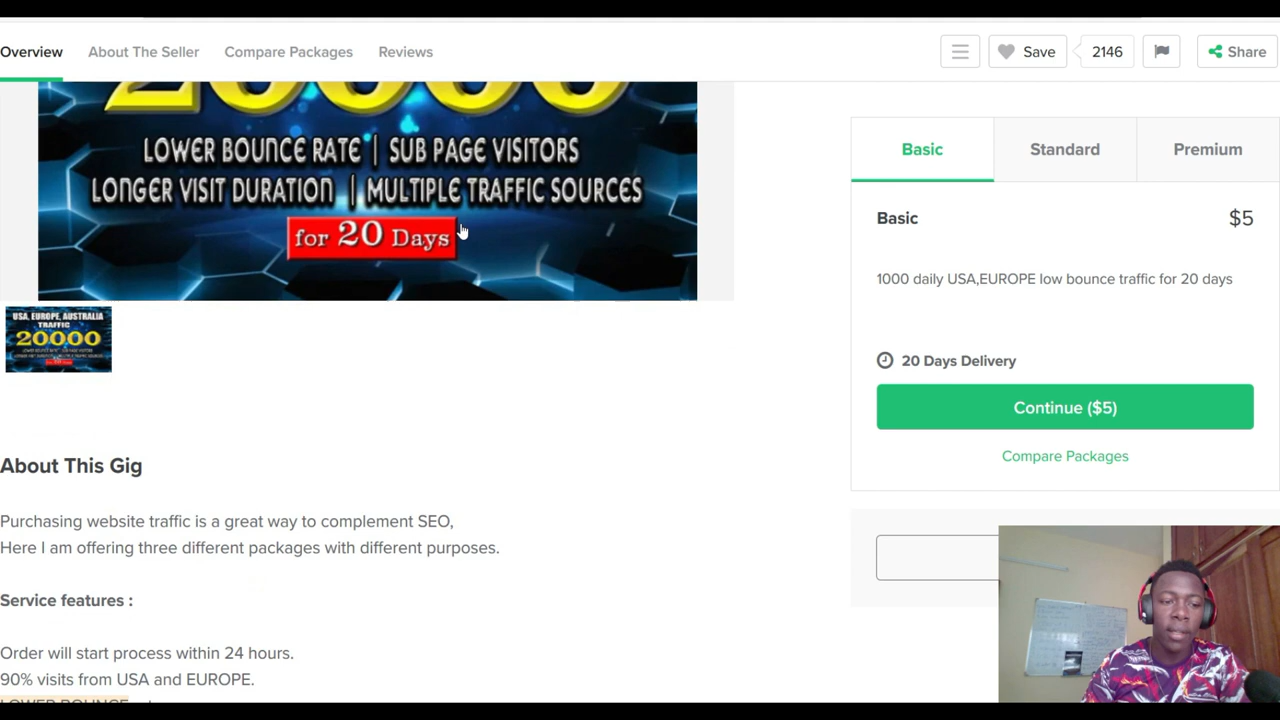 Overview About The Seller Compare Packages Reviews
Save 2146 Share
20000
LOWER BOUNCE RATE | SUB PAGE VISITORS
LONGER VISIT DURATION | MULTIPLE TRAFFIC SOURCES
for 20 Days
USA, EUROPE, AUSTRALIA
TRAFFIC
20000
Basic Standard Premium
Basic $5
1000 daily USA,EUROPE low bounce traffic for 20 days
20 Days Delivery
Continue ($5)
Compare Packages
About This Gig
Purchasing website traffic is a great way to complement SEO,
Here I am offering three different packages with different purposes.
Service features :
Order will start process within 24 hours.
90% visits from USA and EUROPE.
LOWER BOUNCE